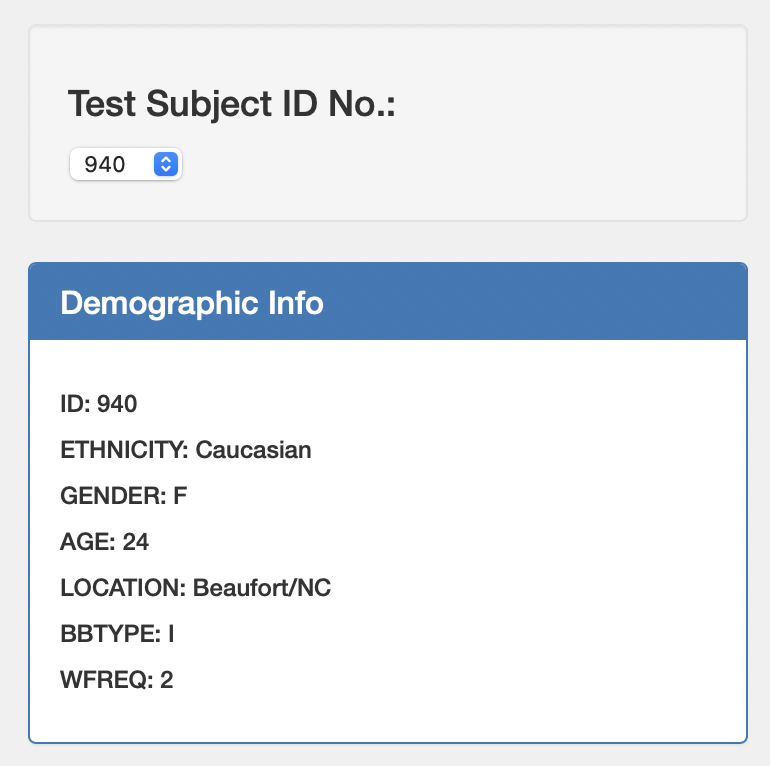 Test Subject ID No.:
940
Demographic Info
ID: 940
ETHNICITY: Caucasian
GENDER: F
AGE: 24
LOCATION: Beaufort/NC
BBTYPE: I
WFREQ: 2